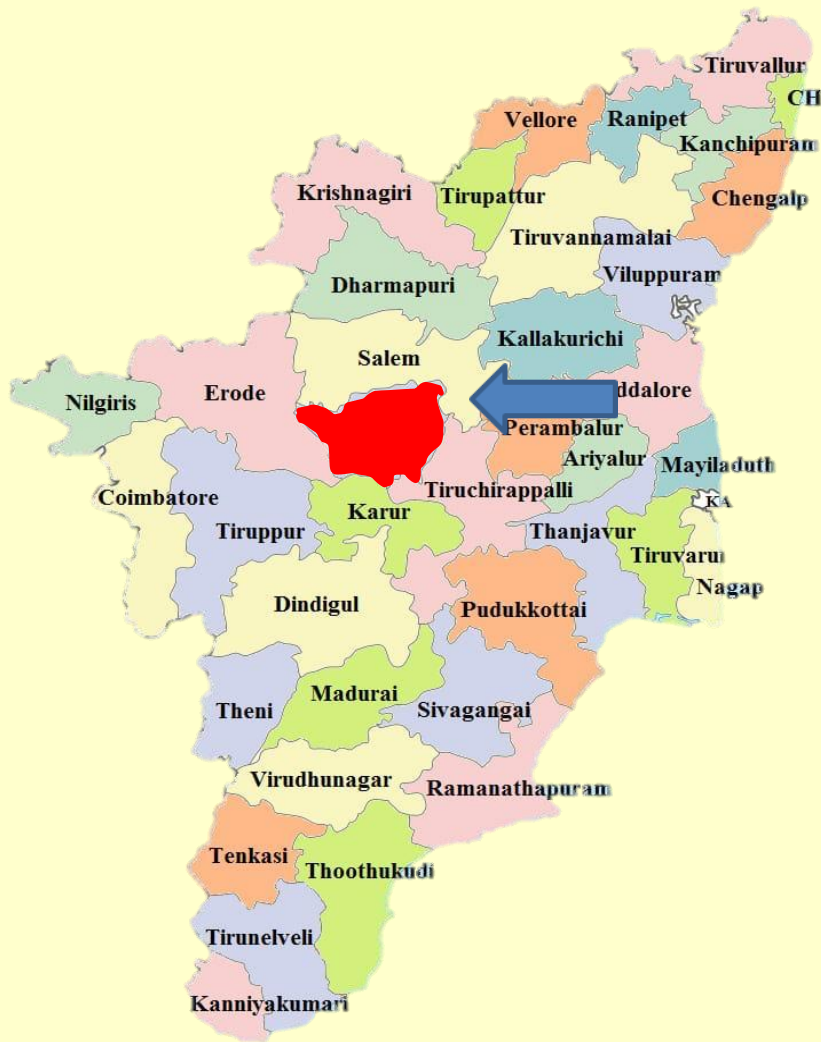 Tiruvallur
CH
Vellore
Ranipet
Kanchipuram
Krishnagiri
Tirupattur
Chengalp
Tiruvannamalai
Viluppuram
Dharmapuri
Kallakurichi
Salem
Erode
ddalore
Nilgiris
Perambalur
Ariyalur
Mayiladuth
Coimbatore
Tiruchirappalli
KA
Karur
Tiruppur
Thanjavur
Tiruvaru
Nagap
Dindigul
Pudukkottai
Madurai
Theni
Sivagangai
Virudhunagar
Ramanathapuram
Tenkasi
Thoothukudi
Tirunelveli
Kanniyakumari